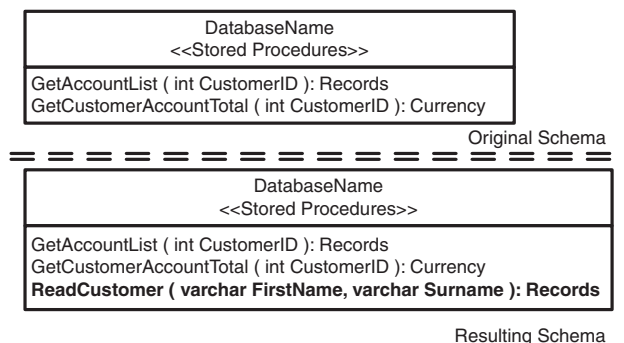 DatabaseName
<<Stored Procedures>>
GetAccountList ( int CustomerID ): Records
GetCustomerAccountTotal ( int CustomerID ): Currency
Original Schema
DatabaseName
<<Stored Procedures>>
GetAccountList ( int CustomerID ): Records
GetCustomerAccountTotal ( int CustomerID ): Currency
ReadCustomer ( varchar FirstName, varchar Surname ): Records
Resulting Schema